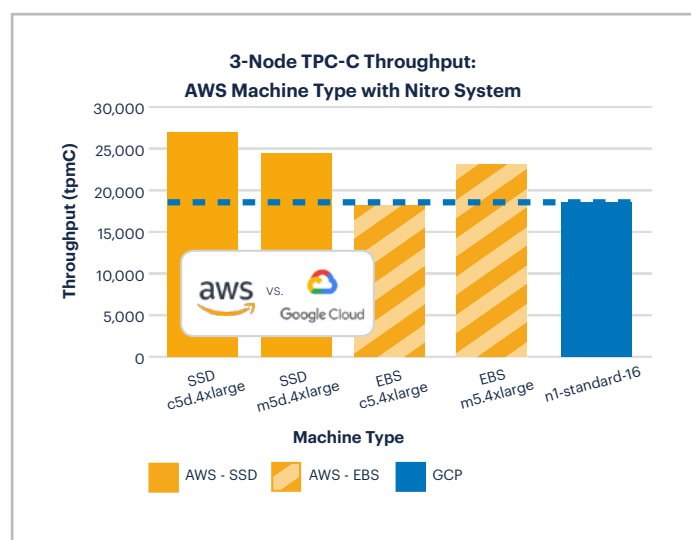 3-Node TPC-C Throughput:
AWS Machine Type with Nitro System
Throughput (tpmC)
30,000
25,000
20,000
15,000
10,000
5,000
0
aws vs. Google Cloud
SSD
c5d.4xlarge
SSD
m5d.4xlarge
EBS
c5.4xlarge
EBS
m5.4xlarge
n1-standard-16
Machine Type
AWS - SSD AWS - EBS GCP